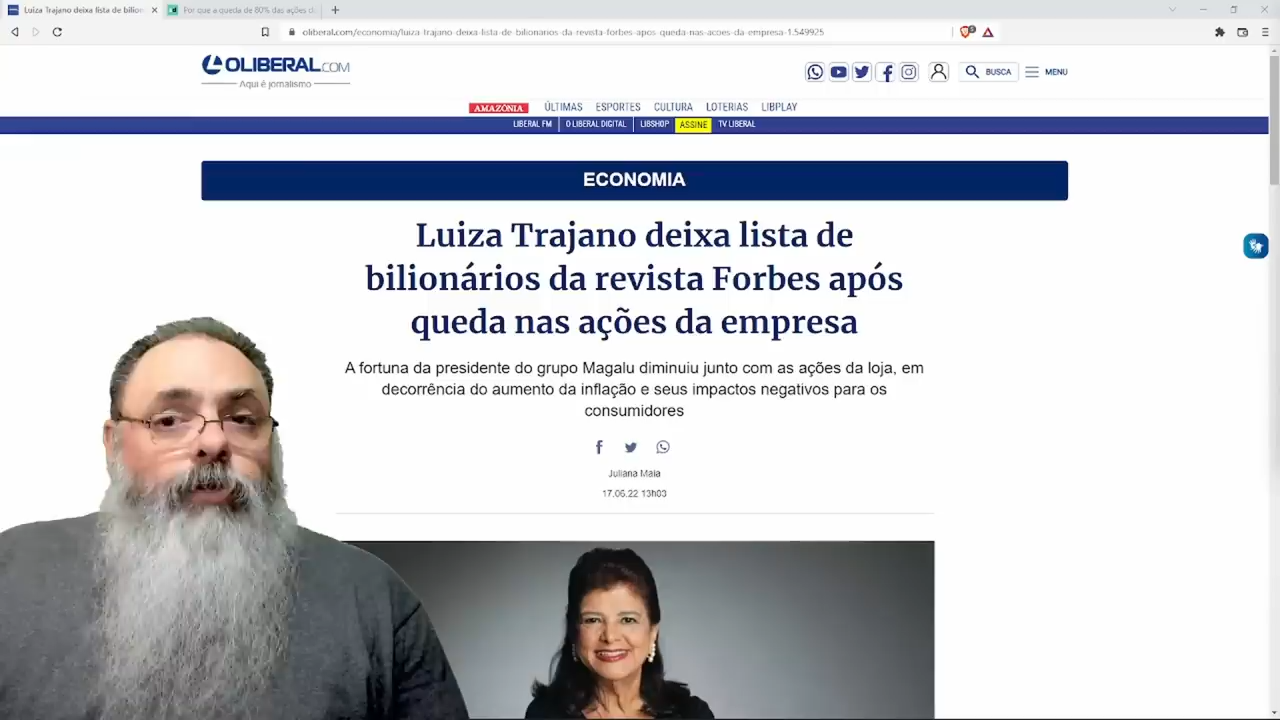 Luiza Trajano deixa lista de bilion
Por que a queda de 80% das ações d
oliberal.com/economia/luiza-trajano-deixa-lista-de-bilionarios-da-revista-forbes-apos-queda-nas-acoes-da-empresa-1.549925
OLIBERAL.COM
Aqui é jornalismo
BUSCA
MENU
AMAZÔNIA ÚLTIMAS ESPORTES CULTURA LOTERIAS LIBPLAY
LIBERAL FM O LIBERAL DIGITAL LIBSHOP ASSINE TV LIBERAL
ECONOMIA
Luiza Trajano deixa lista de
bilionários da revista Forbes após
queda nas ações da empresa
A fortuna da presidente do grupo Magalu diminuiu junto com as ações da loja, em
decorrência do aumento da inflação e seus impactos negativos para os
consumidores
Juliana Maia
17.06.22 13h03